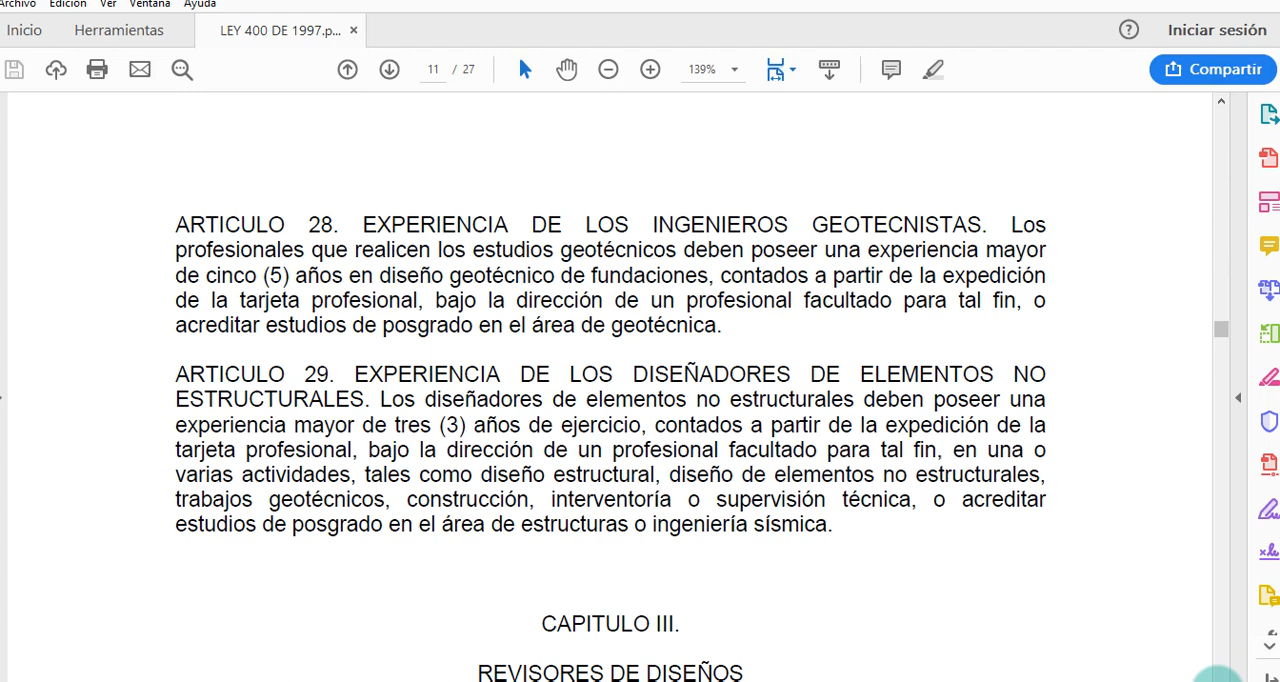 Archivo Edición Ver Ventana Ayuda
Inicio Herramientas LEY 400 DE 1997.p... × Iniciar sesión
11 / 27 139% Compartir
ARTICULO 28. EXPERIENCIA DE LOS INGENIEROS GEOTECNISTAS. Los
profesionales que realicen los estudios geotécnicos deben poseer una experiencia mayor
de cinco (5) años en diseño geotécnico de fundaciones, contados a partir de la expedición
de la tarjeta profesional, bajo la dirección de un profesional facultado para tal fin, o
acreditar estudios de posgrado en el área de geotécnica.
ARTICULO 29. EXPERIENCIA DE LOS DISEÑADORES DE ELEMENTOS NO
ESTRUCTURALES. Los diseñadores de elementos no estructurales deben poseer una
experiencia mayor de tres (3) años de ejercicio, contados a partir de la expedición de la
tarjeta profesional, bajo la dirección de un profesional facultado para tal fin, en una o
varias actividades, tales como diseño estructural, diseño de elementos no estructurales,
trabajos geotécnicos, construcción, interventoría o supervisión técnica, o acreditar
estudios de posgrado en el área de estructuras o ingeniería sísmica.
CAPITULO III.
REVISORES DE DISEÑOS